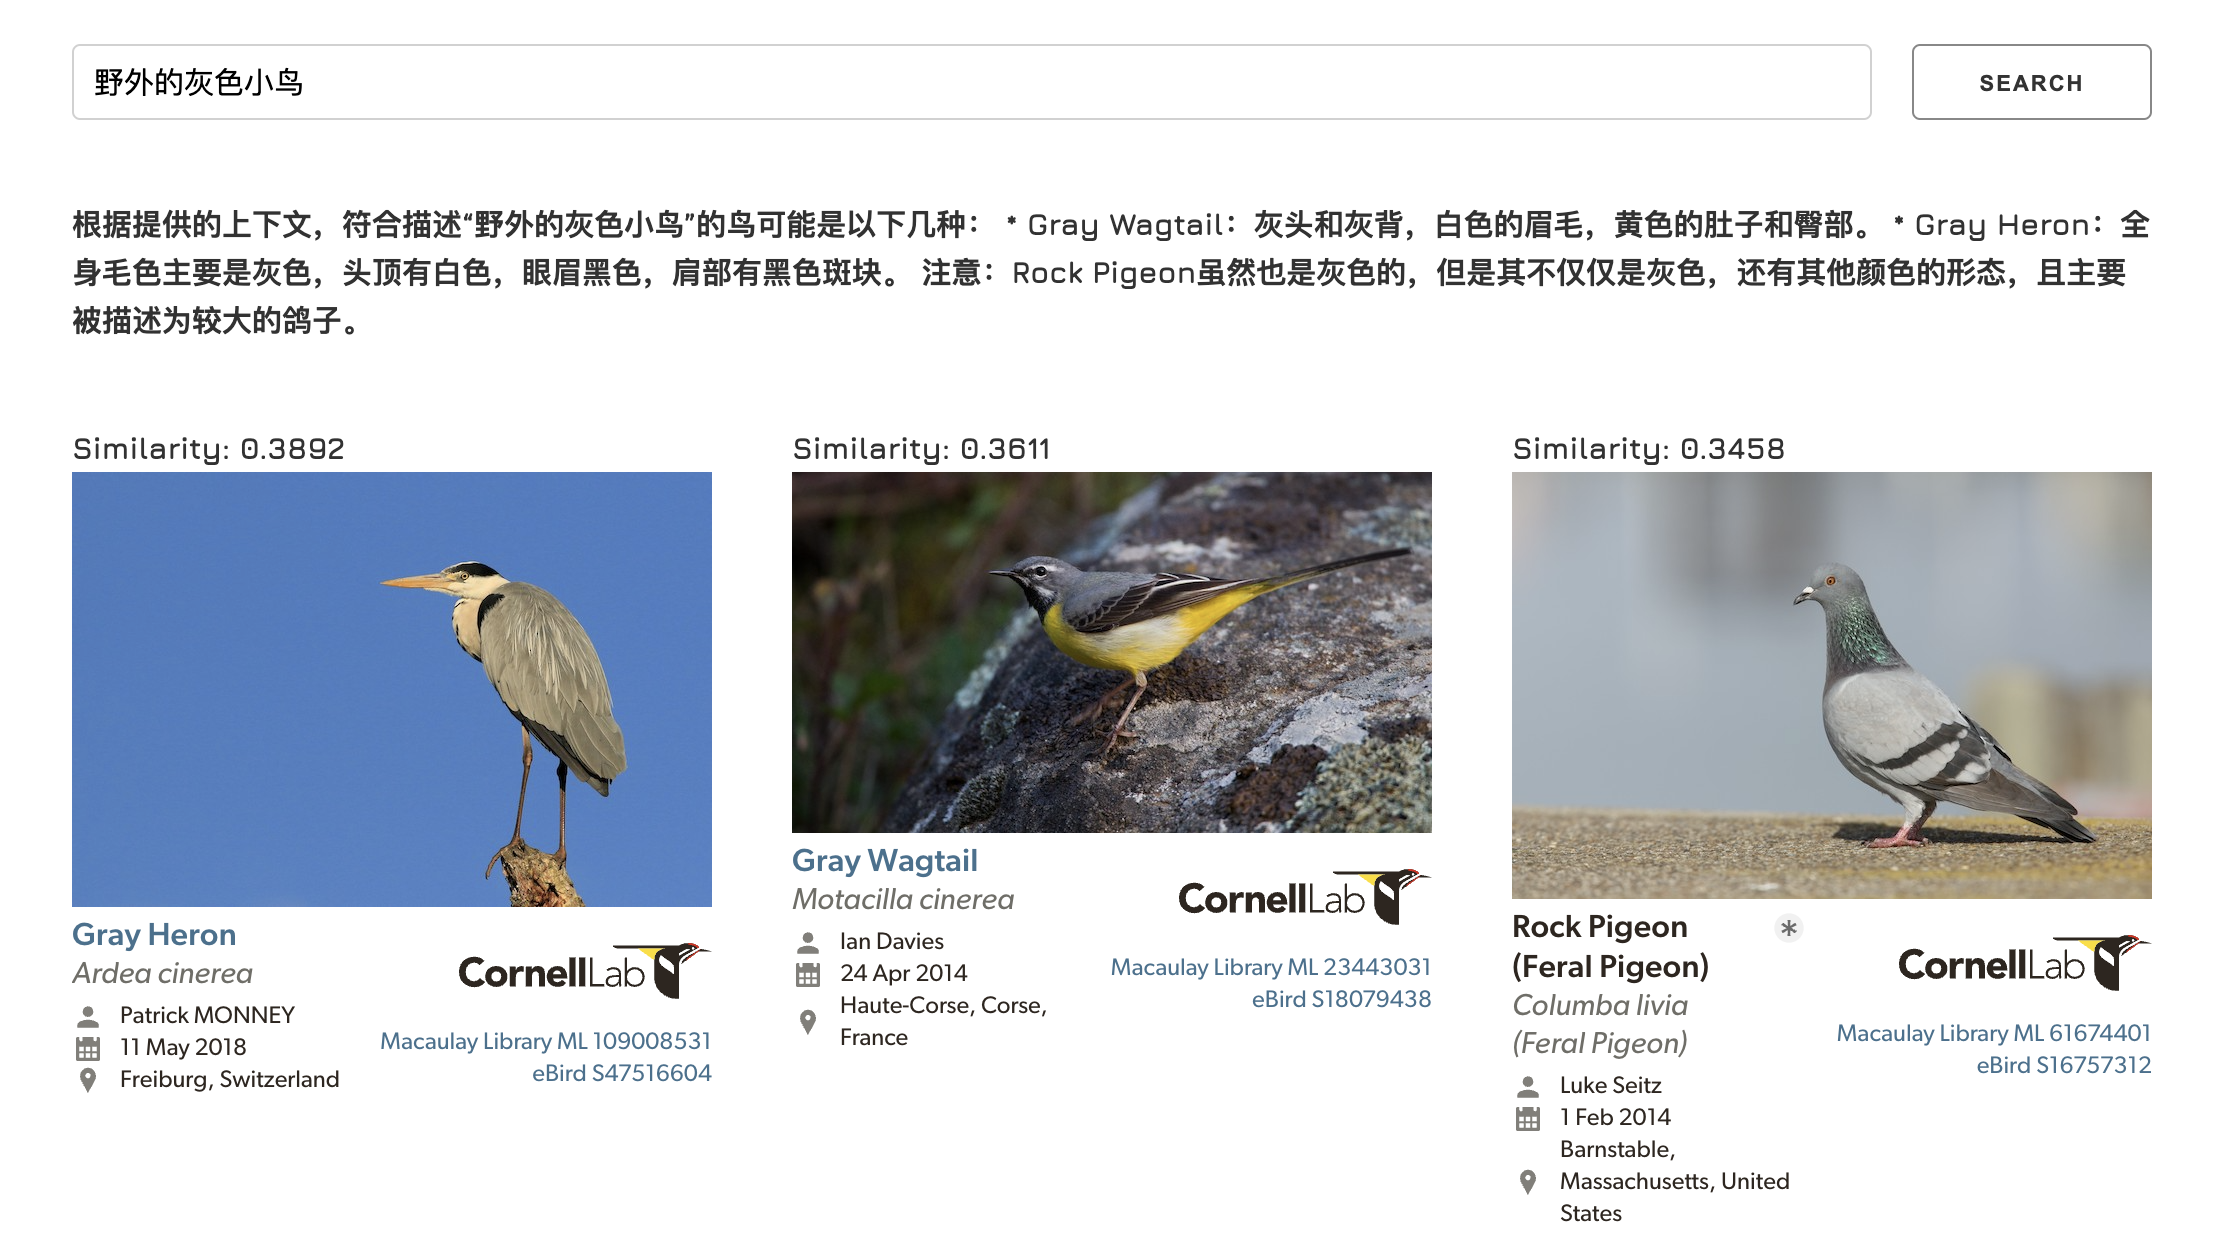 野外的灰色小鸟
SEARCH
根据提供的上下文，符合描述“野外的灰色小鸟”的鸟可能是以下几种： * Gray Wagtail：灰头和灰背，白色的眉毛，黄色的肚子和臀部。 * Gray Heron：全
身毛色主要是灰色，头顶有白色，眼眉黑色，肩部有黑色斑块。 注意：Rock Pigeon虽然也是灰色的，但是其不仅仅是灰色，还有其他颜色的形态，且主要
被描述为较大的鸽子。
Similarity: 0.3892
Gray Heron
Ardea cinerea
Patrick MONNEY
11 May 2018
Freiburg, Switzerland
CornellLab
Macaulay Library ML 109008531
eBird S47516604
Similarity: 0.3611
Gray Wagtail
Motacilla cinerea
Ian Davies
24 Apr 2014
Haute-Corse, Corse,
France
CornellLab
Macaulay Library ML 23443031
eBird S18079438
Similarity: 0.3458
Rock Pigeon
(Feral Pigeon)
*
Columba livia
(Feral Pigeon)
Luke Seitz
1 Feb 2014
Barnstable,
Massachusetts, United
States
CornellLab
Macaulay Library ML 61674401
eBird S16757312